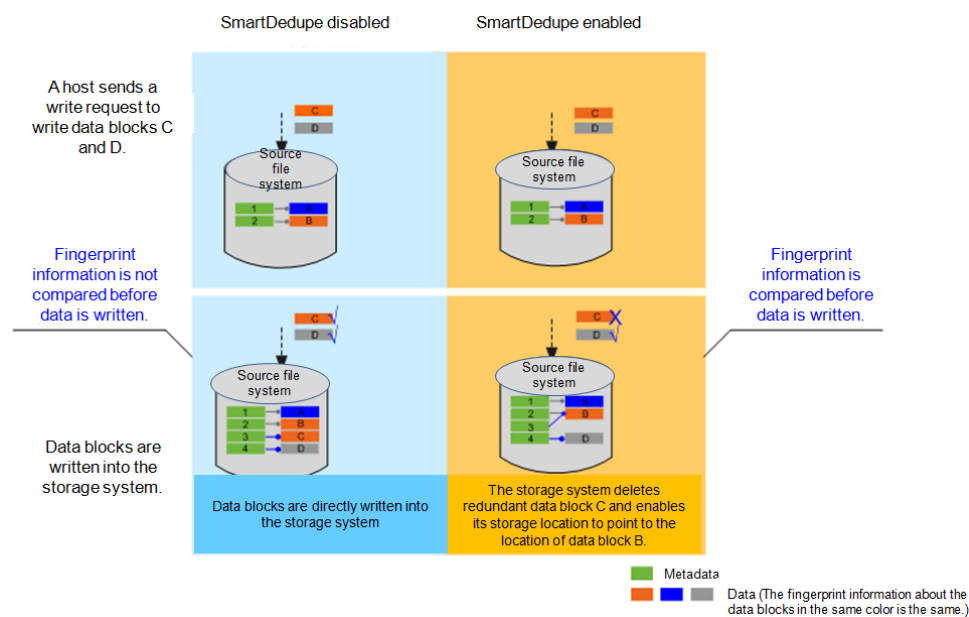 SmartDedupe disabled
SmartDedupe enabled
A host sends a
write request to
write data blocks C
and D.
C
D
Source
file
system
1
A
2
B
C
D
Source file
system
1
A
2
B
Fingerprint
information is not
compared before
data is written.
Fingerprint
information is
compared before
data is written.
Data blocks are
written into the
storage system.
C
D
Source file
system
1
A
2
B
3
C
4
D
Data blocks are directly written into
the storage system
C
D
Source file
system
1
A
2
B
3
4
D
The storage system deletes
redundant data block C and enables
its storage location to point to the
location of data block B.
Metadata
Data (The fingerprint information about the
data blocks in the same color is the same.)